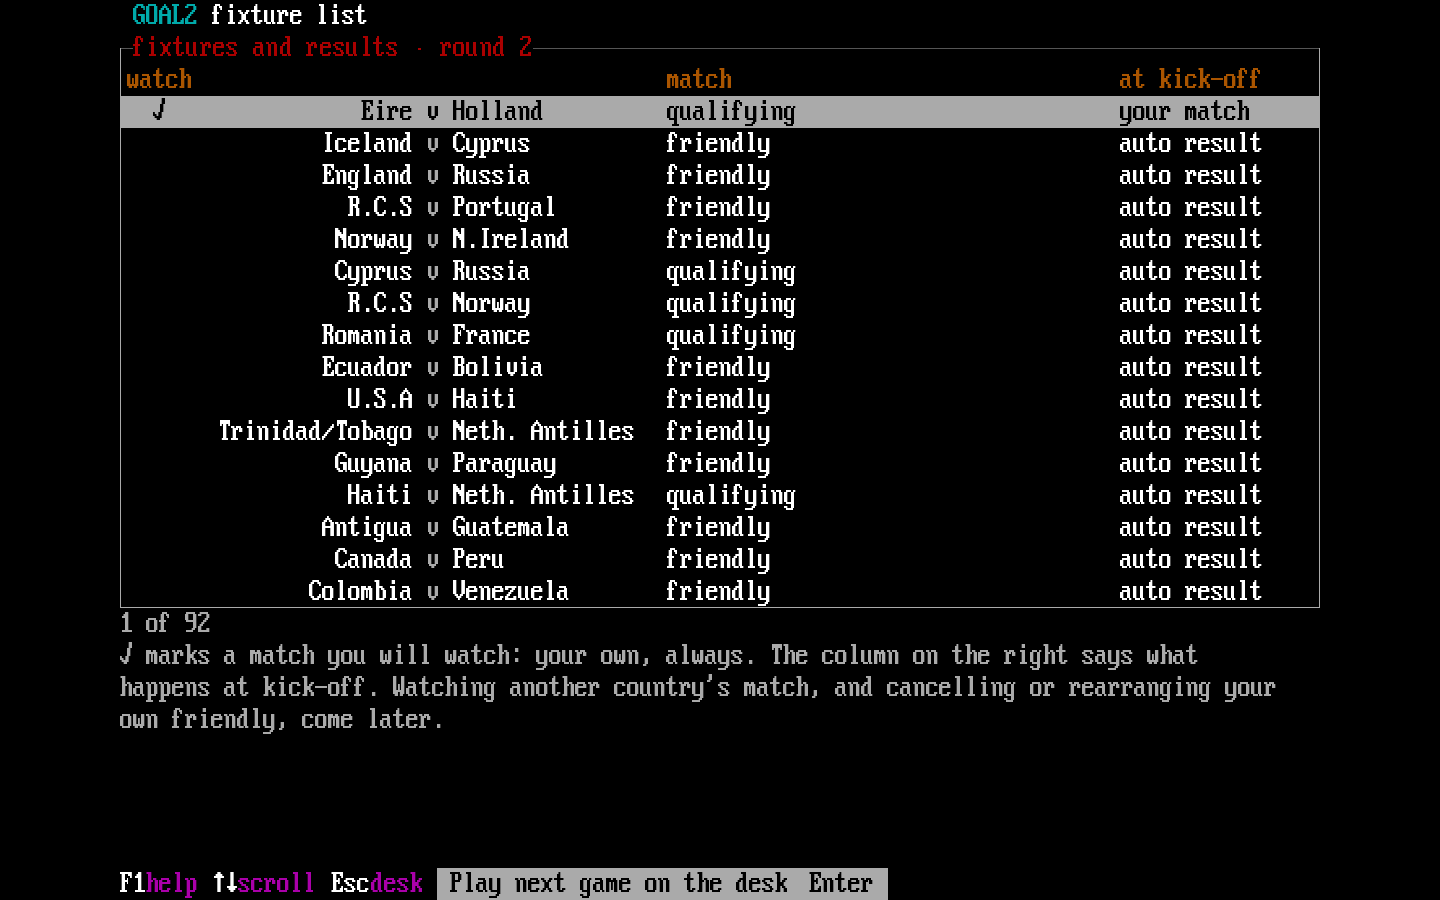 GOAL2 fixture list
fixtures and results · round 2
watch match at kick-off
√ Eire v Holland qualifying your match
Iceland v Cyprus friendly auto result
England v Russia friendly auto result
R.C.S v Portugal friendly auto result
Norway v N.Ireland friendly auto result
Cyprus v Russia qualifying auto result
R.C.S v Norway qualifying auto result
Romania v France qualifying auto result
Ecuador v Bolivia friendly auto result
U.S.A v Haiti friendly auto result
Trinidad/Tobago v Neth. Antilles friendly auto result
Guyana v Paraguay friendly auto result
Haiti v Neth. Antilles qualifying auto result
Antigua v Guatemala friendly auto result
Canada v Peru friendly auto result
Colombia v Venezuela friendly auto result
1 of 92
√ marks a match you will watch: your own, always. The column on the right says what
happens at kick-off. Watching another country's match, and cancelling or rearranging your
own friendly, come later.
F1help ↑↓scroll Escdesk Play next game on the desk Enter